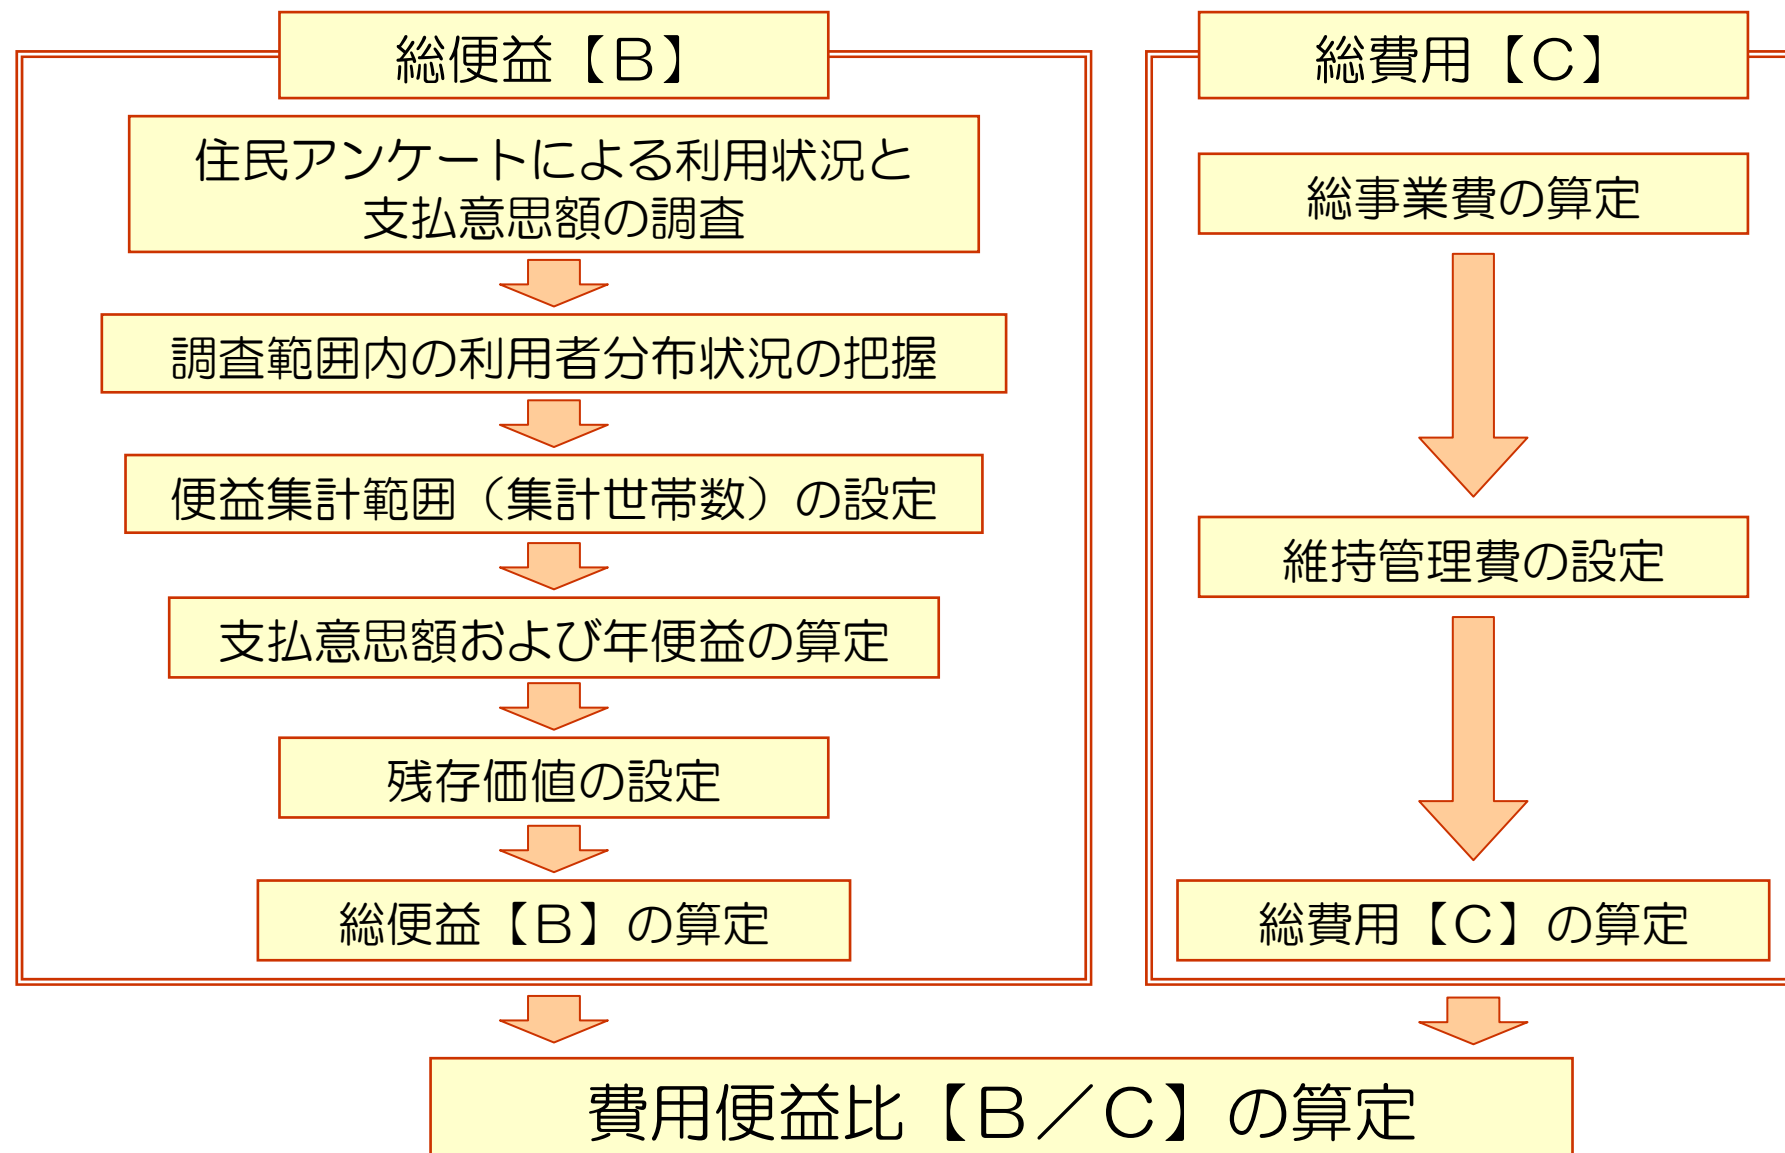 総便益【B】
住民アンケートによる利用状況と
支払意思額の調査
調査範囲内の利用者分布状況の把握
便益集計範囲（集計世帯数）の設定
支払意思額および年便益の算定
残存価値の設定
総便益【B】の算定
総費用【C】
総事業費の算定
維持管理費の設定
総費用【C】の算定
費用便益比【B／C】の算定